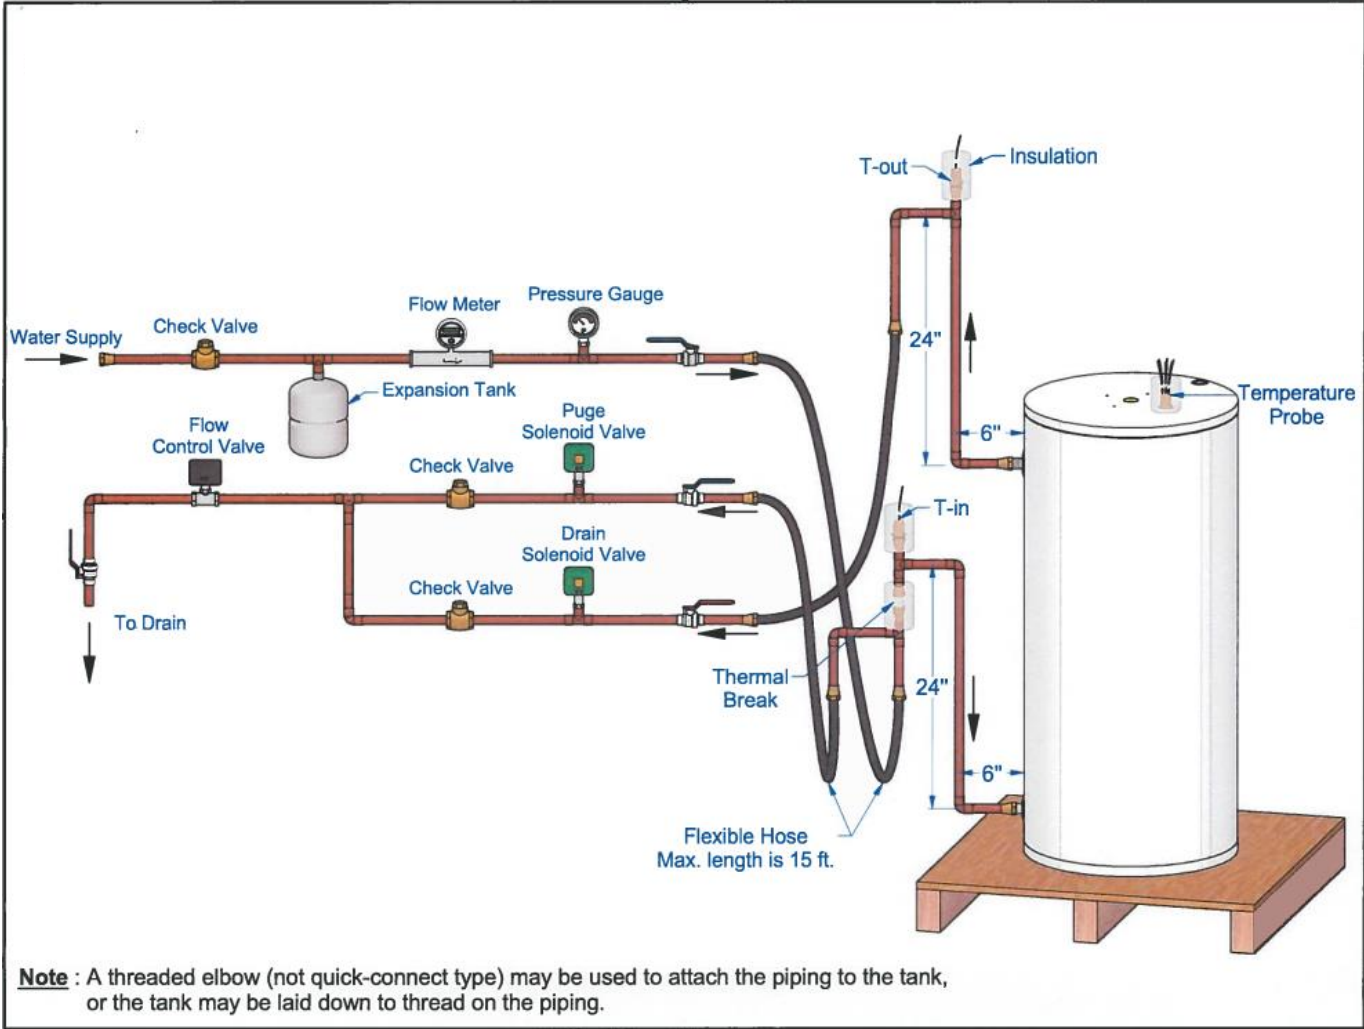 T-out
Insulation
Water Supply
Check Valve
Flow Meter
Pressure Gauge
24"
Expansion Tank
Temperature
Probe
Flow
Control Valve
Puge
Solenoid Valve
6"
Check Valve
T-in
Drain
Solenoid Valve
Check Valve
To Drain
Thermal
Break
24"
6"
Flexible Hose
Max. length is 15 ft.
Note : A threaded elbow (not quick-connect type) may be used to attach the piping to the tank,
or the tank may be laid down to thread on the piping.